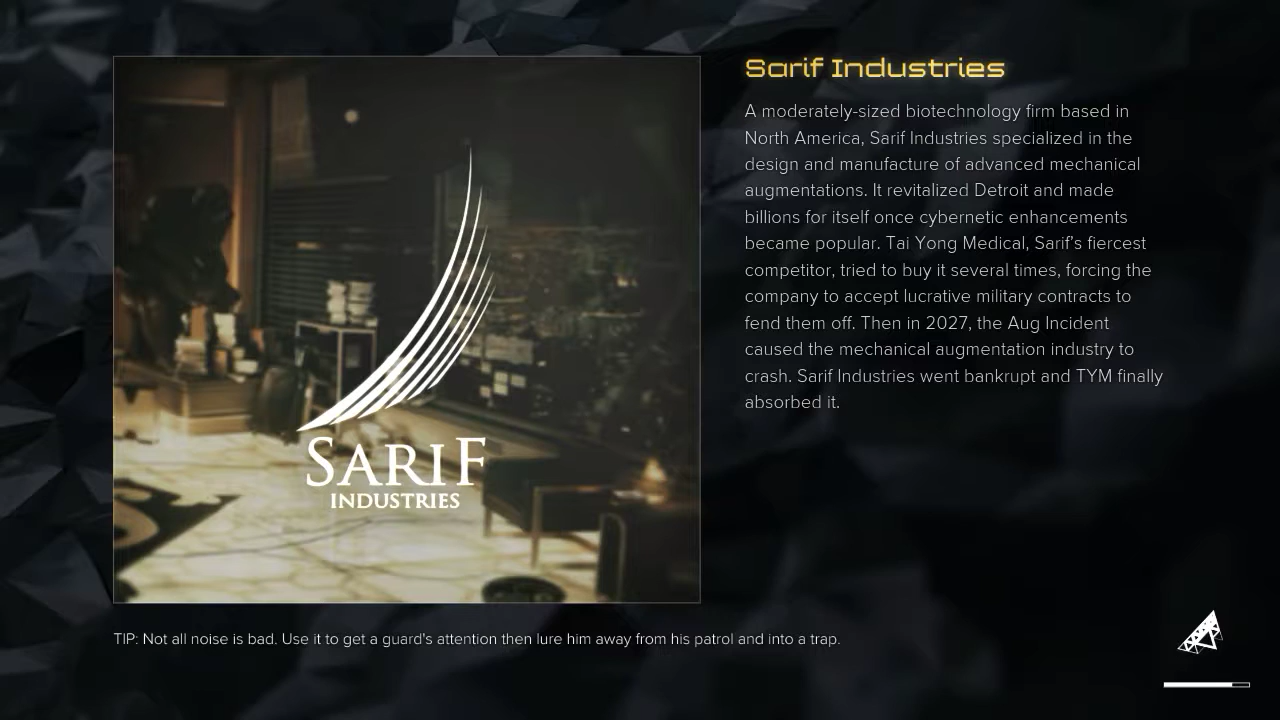 Sarif Industries
A moderately-sized biotechnology firm based in
North America, Sarif Industries specialized in the
design and manufacture of advanced mechanical
augmentations. It revitalized Detroit and made
billions for itself once cybernetic enhancements
became popular. Tai Yong Medical, Sarif's fiercest
competitor, tried to buy it several times, forcing the
company to accept lucrative military contracts to
fend them off. Then in 2027, the Aug Incident
caused the mechanical augmentation industry to
crash. Sarif Industries went bankrupt and TYM finally
absorbed it.
SARIF
INDUSTRIES
TIP: Not all noise is bad. Use it to get a guard's attention then lure him away from his patrol and into a trap.